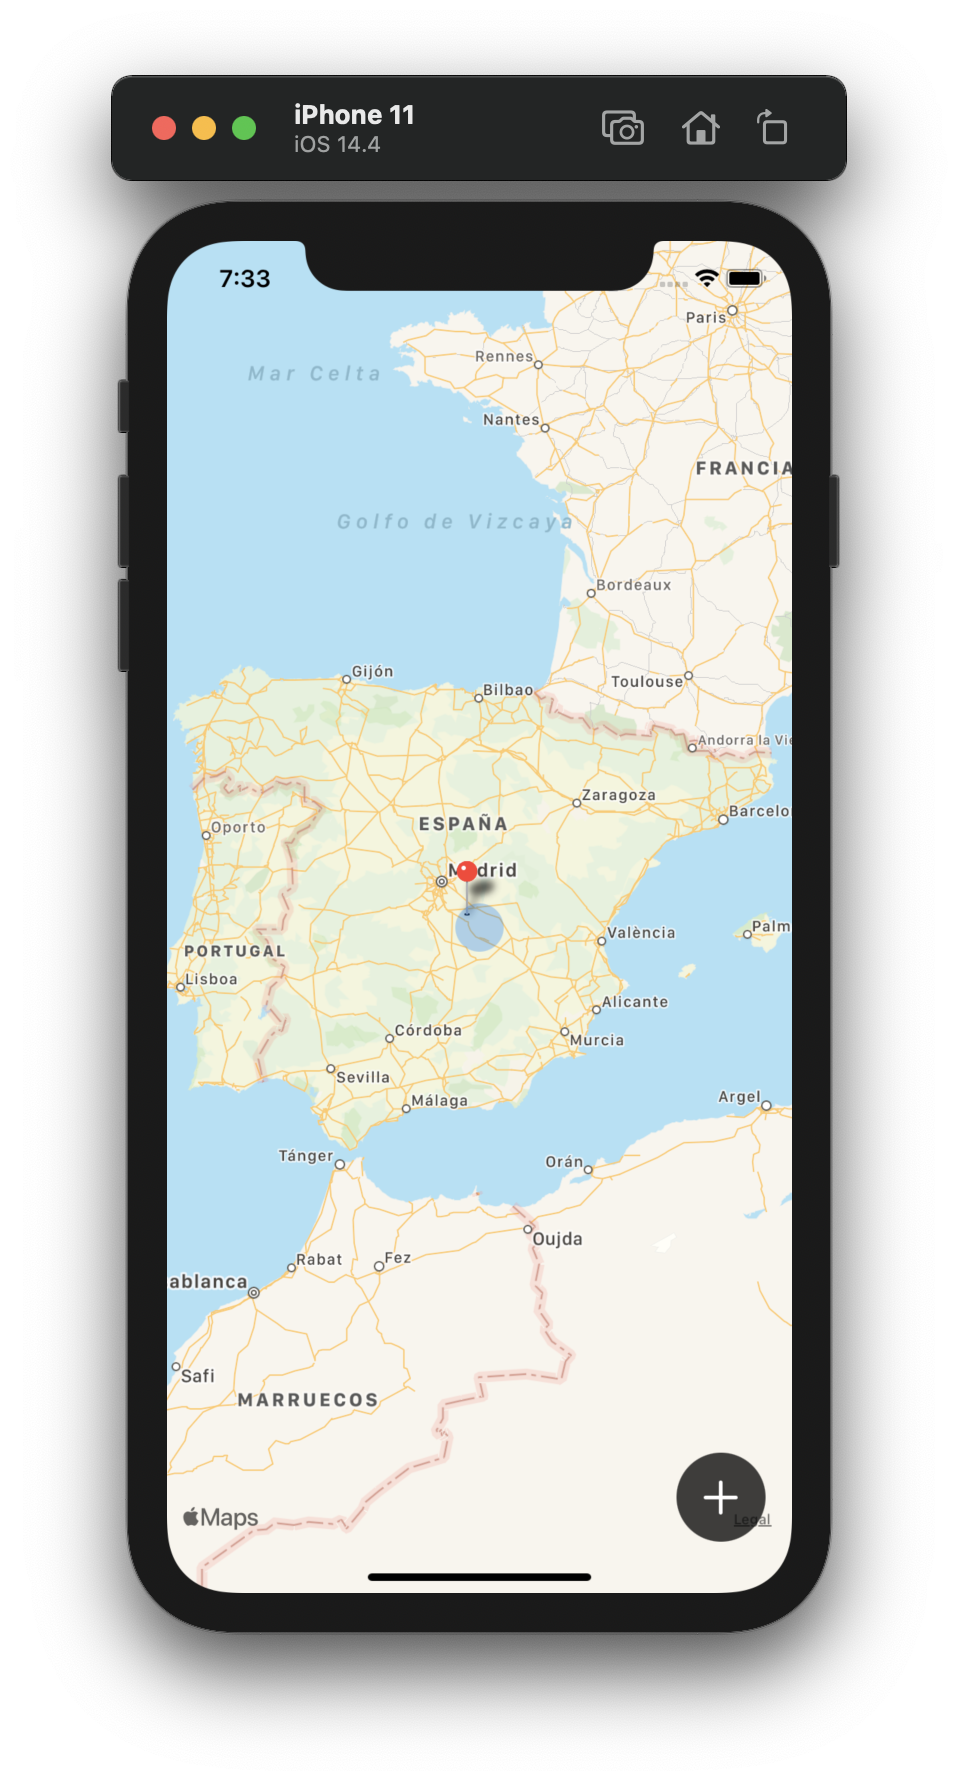 iPhone 11
iOS 14.4
7:33
Paris
Rennes
Mar Celta
Nantes
FRANCIA
Golfo de Vizcaya
Bordeaux
Gijón
Toulouse
Bilbao
Andorra la Vie
Zaragoza
Barcelo
ESPAÑA
Oporto
M drid
Palm
València
PORTUGAL
Lisboa
Alicante
Córdoba
Murcia
Sevilla
Málaga
Argel
Tánger
Orán
Oujda
Rabat
Fez
ablanca
Safi
MARRUECOS
Maps
Legal